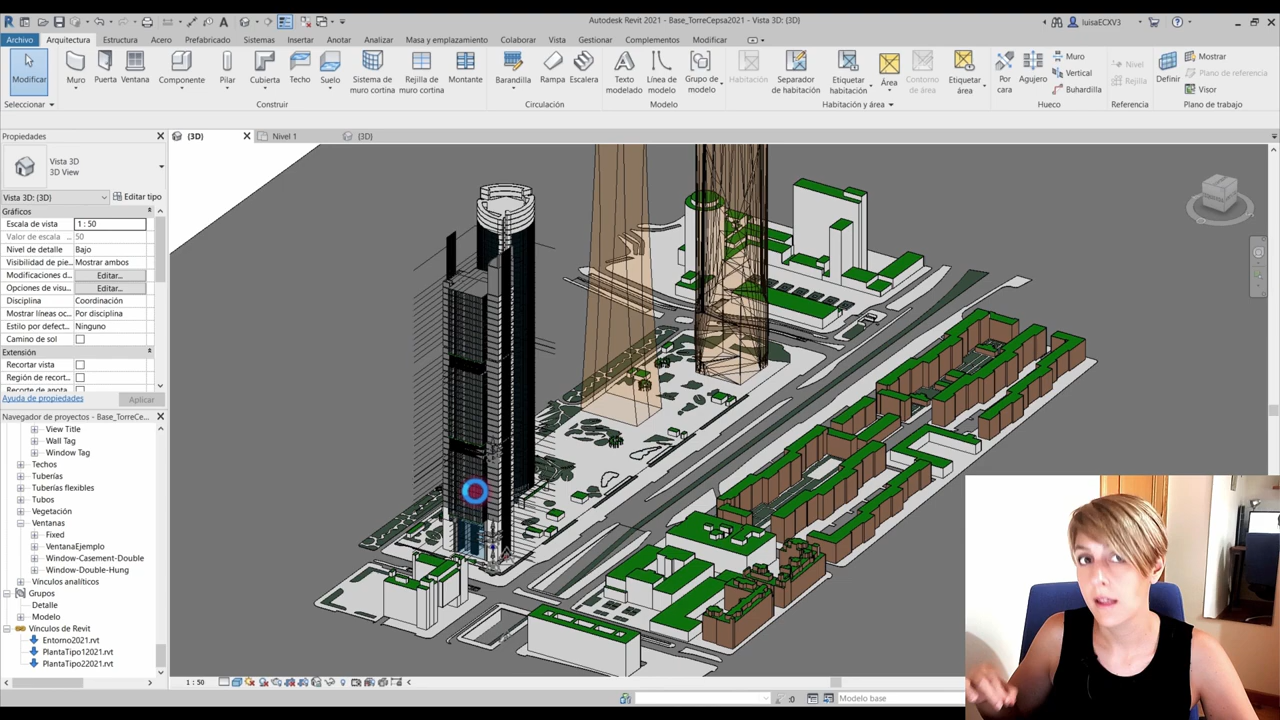 Autodesk Revit 2021 - Base_TorreCepsa2021 - Vista 3D: {3D}
luisaECXV3
Archivo Arquitectura Estructura Acero Prefabricado Sistemas Insertar Anotar Analizar Masa y emplazamiento Colaborar Vista Gestionar Complementos Modificar
Modificar
Muro Puerta Ventana Componente Pilar Cubierta Techo Suelo Sistema de muro cortina Rejilla de muro cortina Montante
Barandilla Rampa Escalera
Texto modelado Línea de modelo Grupo de modelo
Habitación Separador de habitación Etiquetar habitación Área Contorno de área Etiquetar área
Por cara Agujero Muro Vertical Buhardilla
Nivel Rejilla
Definir Mostrar Plano de referencia Visor
Seleccionar Construir Circulación Modelo Habitación y área Hueco Referencia Plano de trabajo
Propiedades
{3D} Nivel 1 {3D}
Vista 3D
3D View
Vista 3D: {3D} Editar tipo
Gráficos
Escala de vista 1 : 50
Valor de escala ... 50
Nivel de detalle Bajo
Visibilidad de pie... Mostrar ambos
Modificaciones d... Editar...
Opciones de visu... Editar...
Disciplina Coordinación
Mostrar líneas oc... Por disciplina
Estilo por defect... Ninguno
Camino de sol
Extensión
Recortar vista
Región de recort...
Recorte de anota
Ayuda de propiedades Aplicar
Navegador de proyectos - Base_TorreCe...
View Title
Wall Tag
Window Tag
Techos
Tuberías
Tuberías flexibles
Tubos
Vegetación
Ventanas
Fixed
VentanaEjemplo
Window-Casement-Double
Window-Double-Hung
Vínculos analíticos
Grupos
Detalle
Modelo
Vínculos de Revit
Entorno2021.rvt
PlantaTipo12021.rvt
PlantaTipo22021.rvt
1 : 50
:0 Modelo base